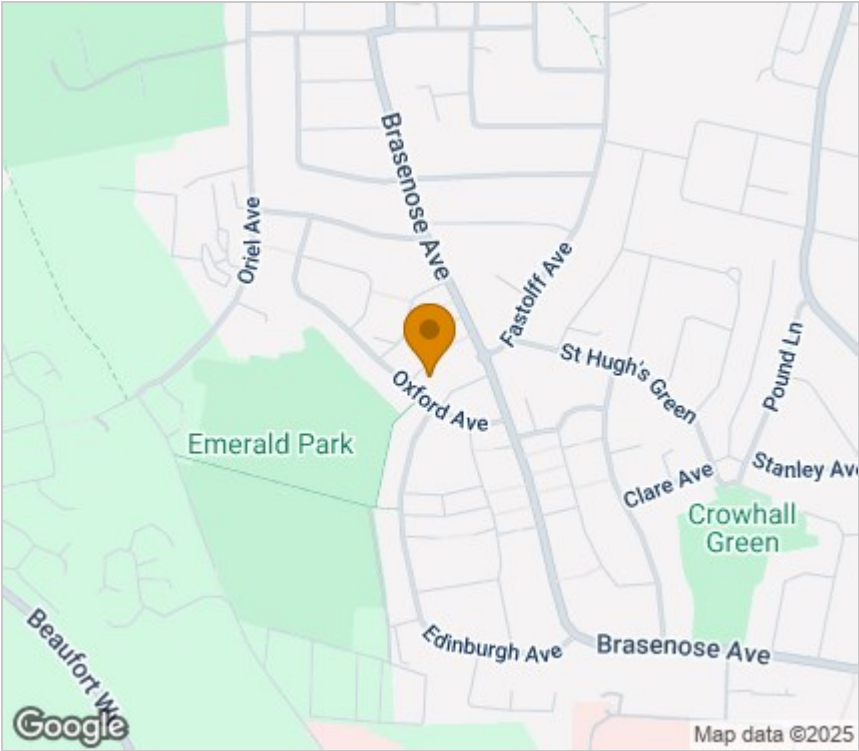 Brasenose Ave
Oriel Ave
Fastolff Ave
St Hugh's Green
Pound Ln
Oxford Ave
Emerald Park
Stanley Ave
Clare Ave
Crowhall
Green
Beaufort W
Edinburgh Ave
Brasenose Ave
Google
Map data ©2025